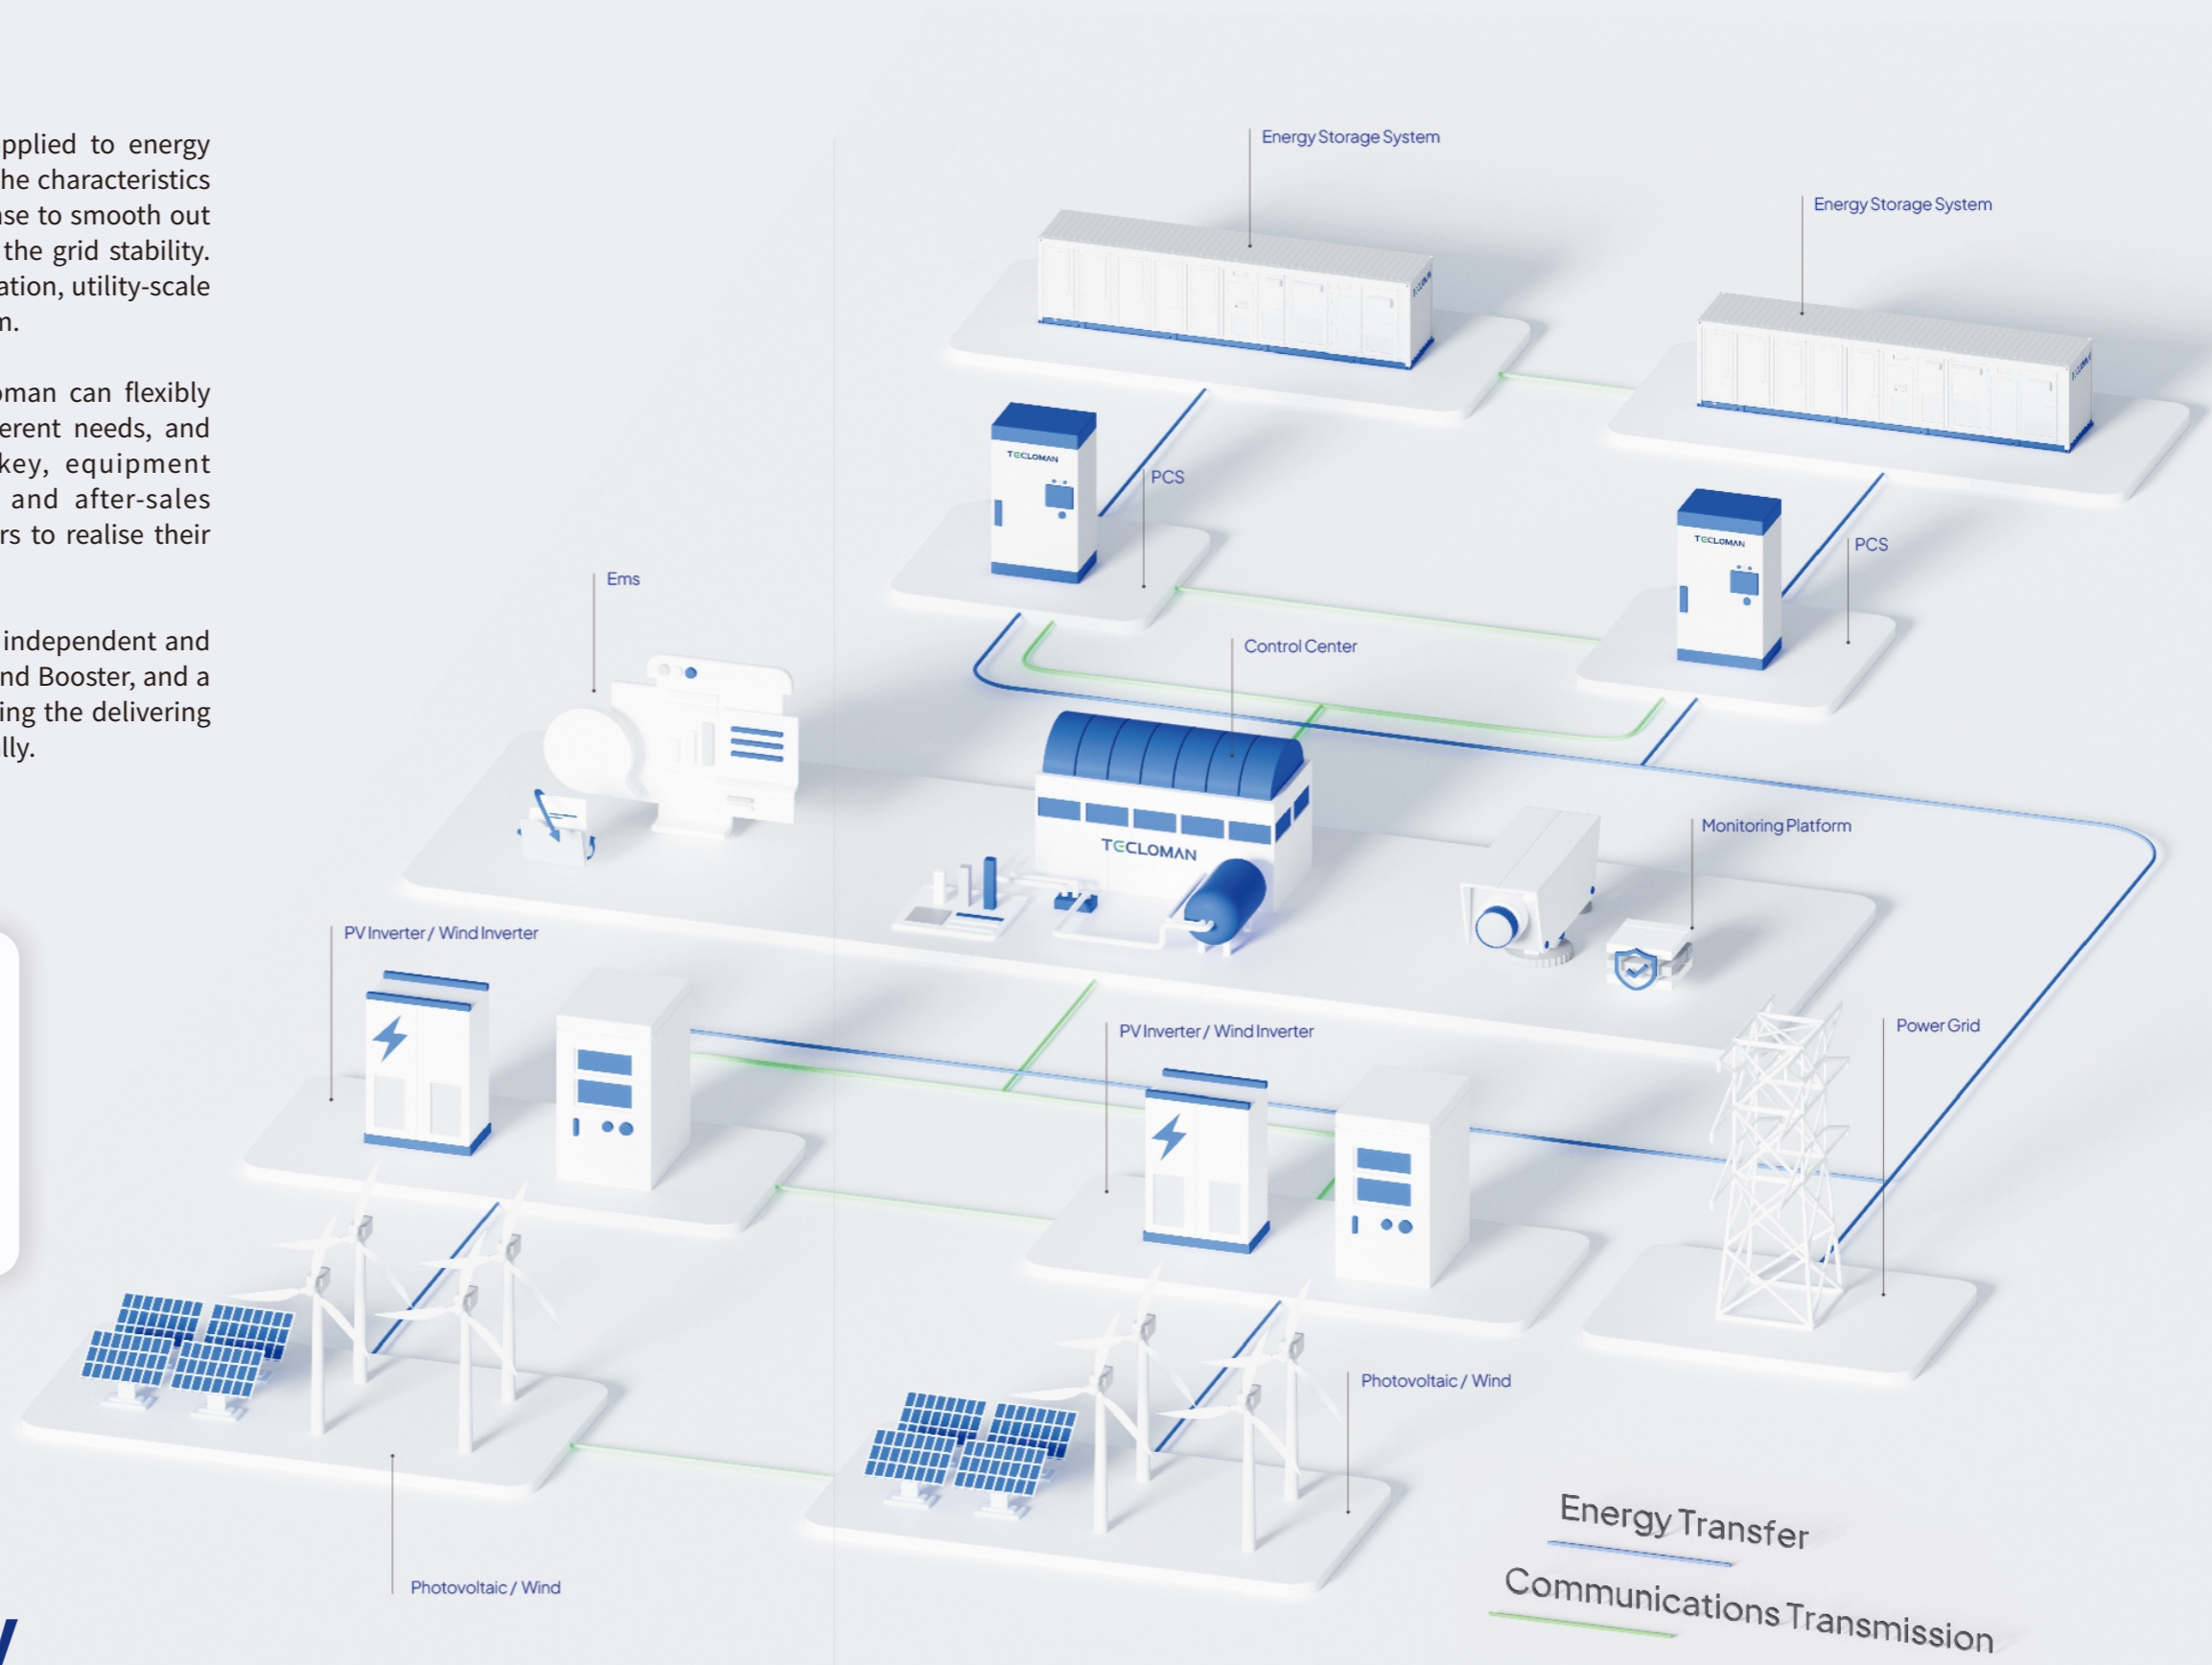 pplied to energy
he characteristics
se to smooth out
the grid stability.
ation, utility-scale
m.
oman can flexibly
erent needs, and
key, equipment
and after-sales
rs to realise their
independent and
nd Booster, and a
ing the delivering
lly.
Energy Storage System
Energy Storage System
TECLOMAN
PCS
TECLOMAN
PCS
Ems
Control Center
TECLOMAN
Monitoring Platform
PV Inverter / Wind Inverter
PV Inverter / Wind Inverter
Power Grid
Photovoltaic / Wind
Photovoltaic / Wind
Energy Transfer
Communications Transmission